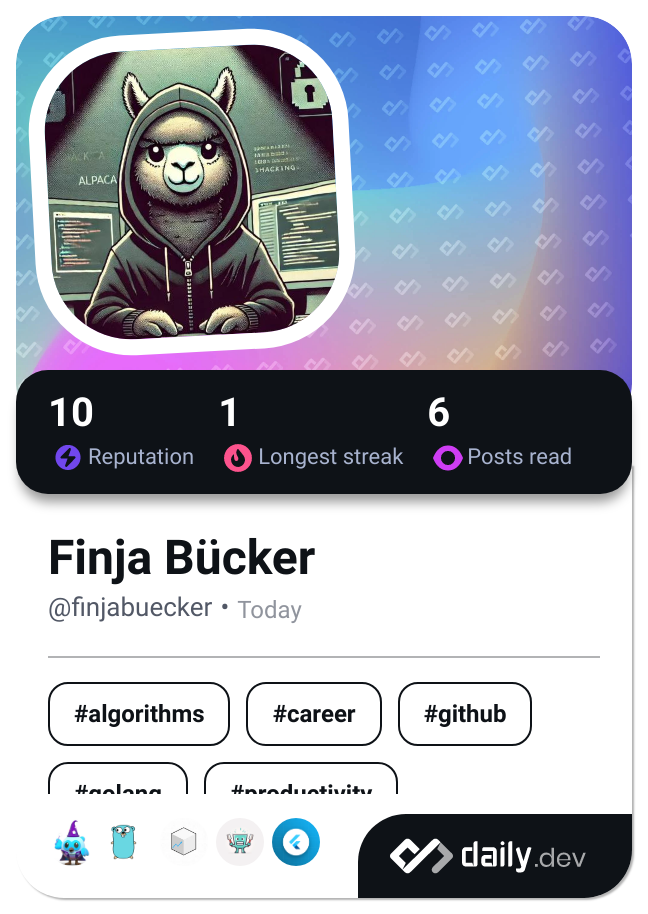 ALPACA
HACKING
10 1 6
Reputation Longest streak Posts read
Finja Bücker
@finjabuecker • Today
#algorithms #career #github
#golang #productivity
daily.dev